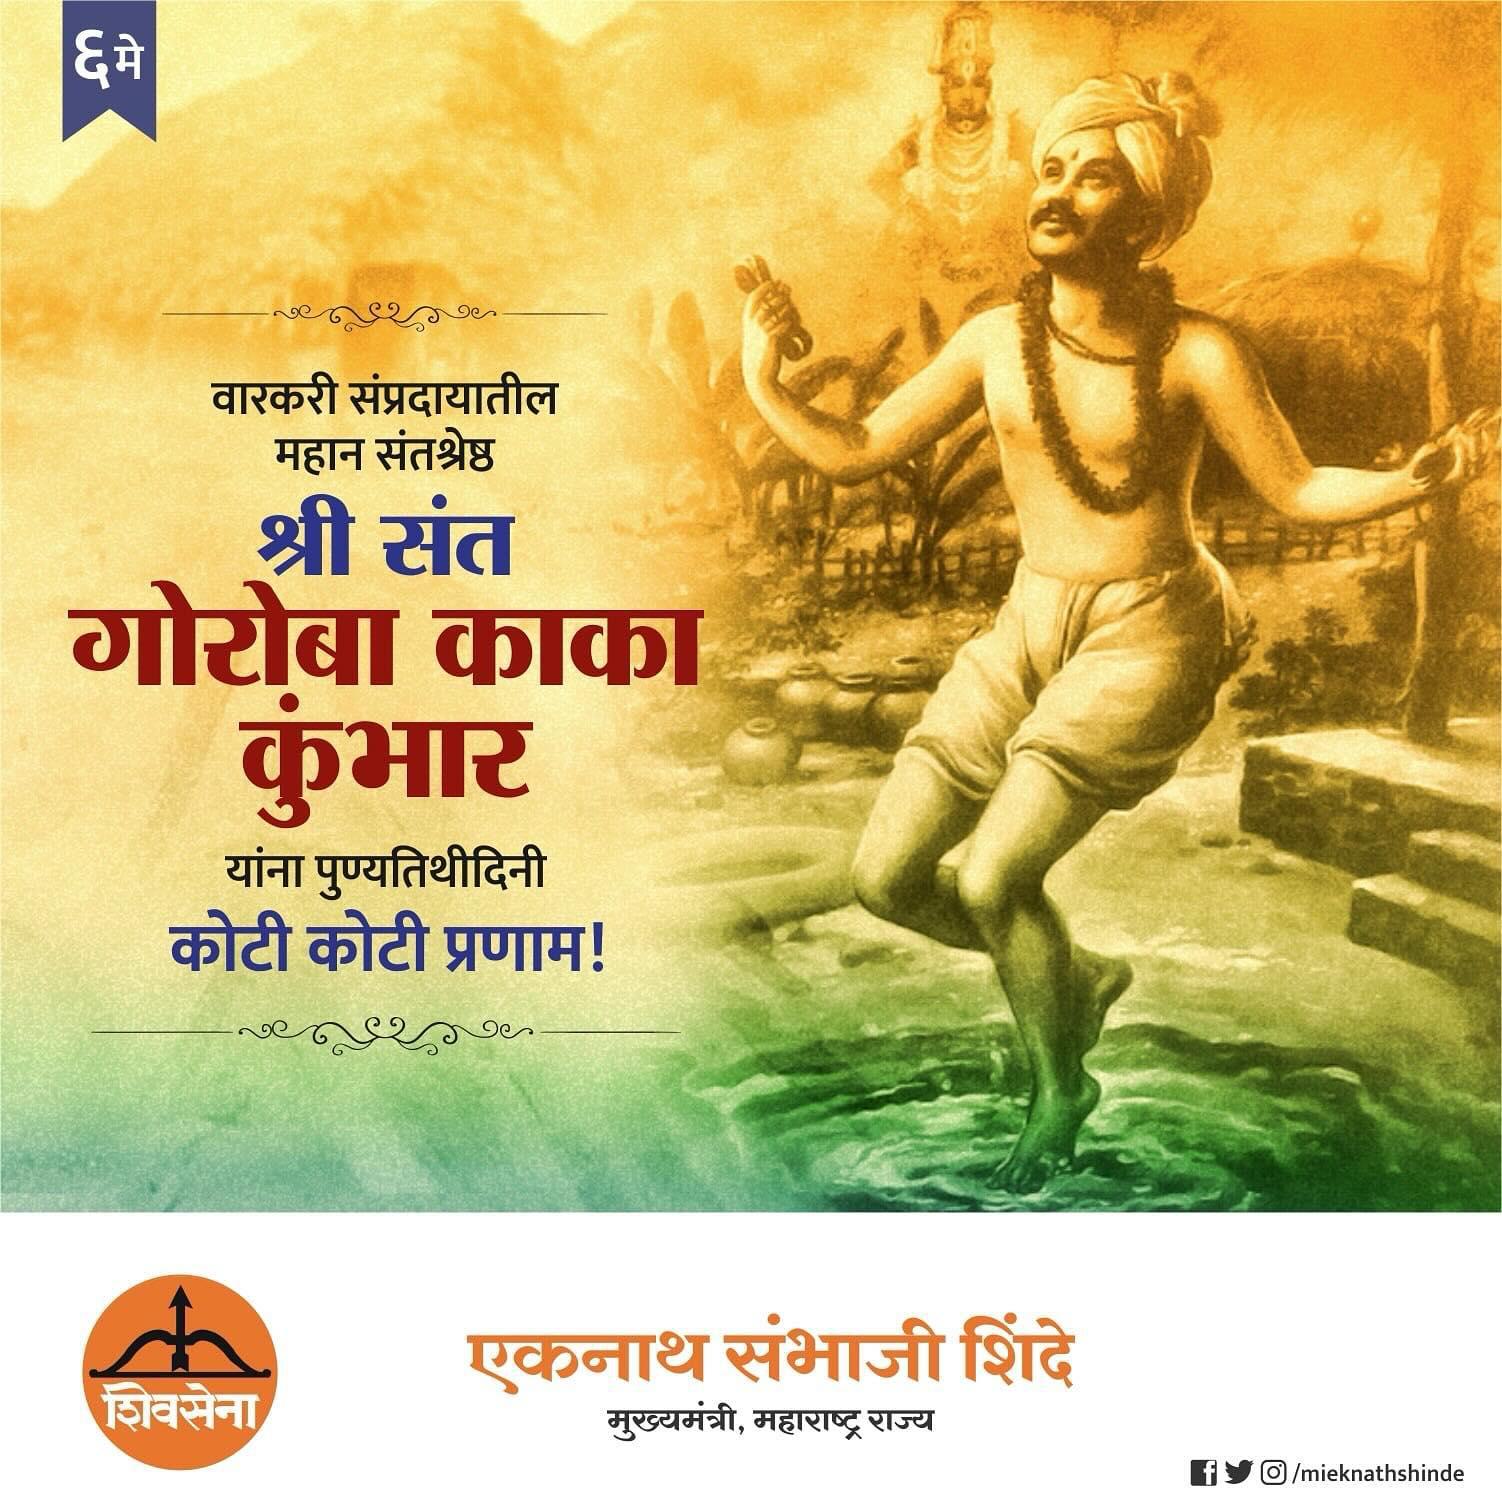 ६ मे
वारकरी संप्रदायातील
महान संतश्रेष्ठ
श्री संत
गोरोबा काका
कुंभार
यांना पुण्यतिथीदिनी
कोटी कोटी प्रणाम!
शिवसेना
एकनाथ संभाजी शिंदे
मुख्यमंत्री, महाराष्ट्र राज्य
/mieknathshinde